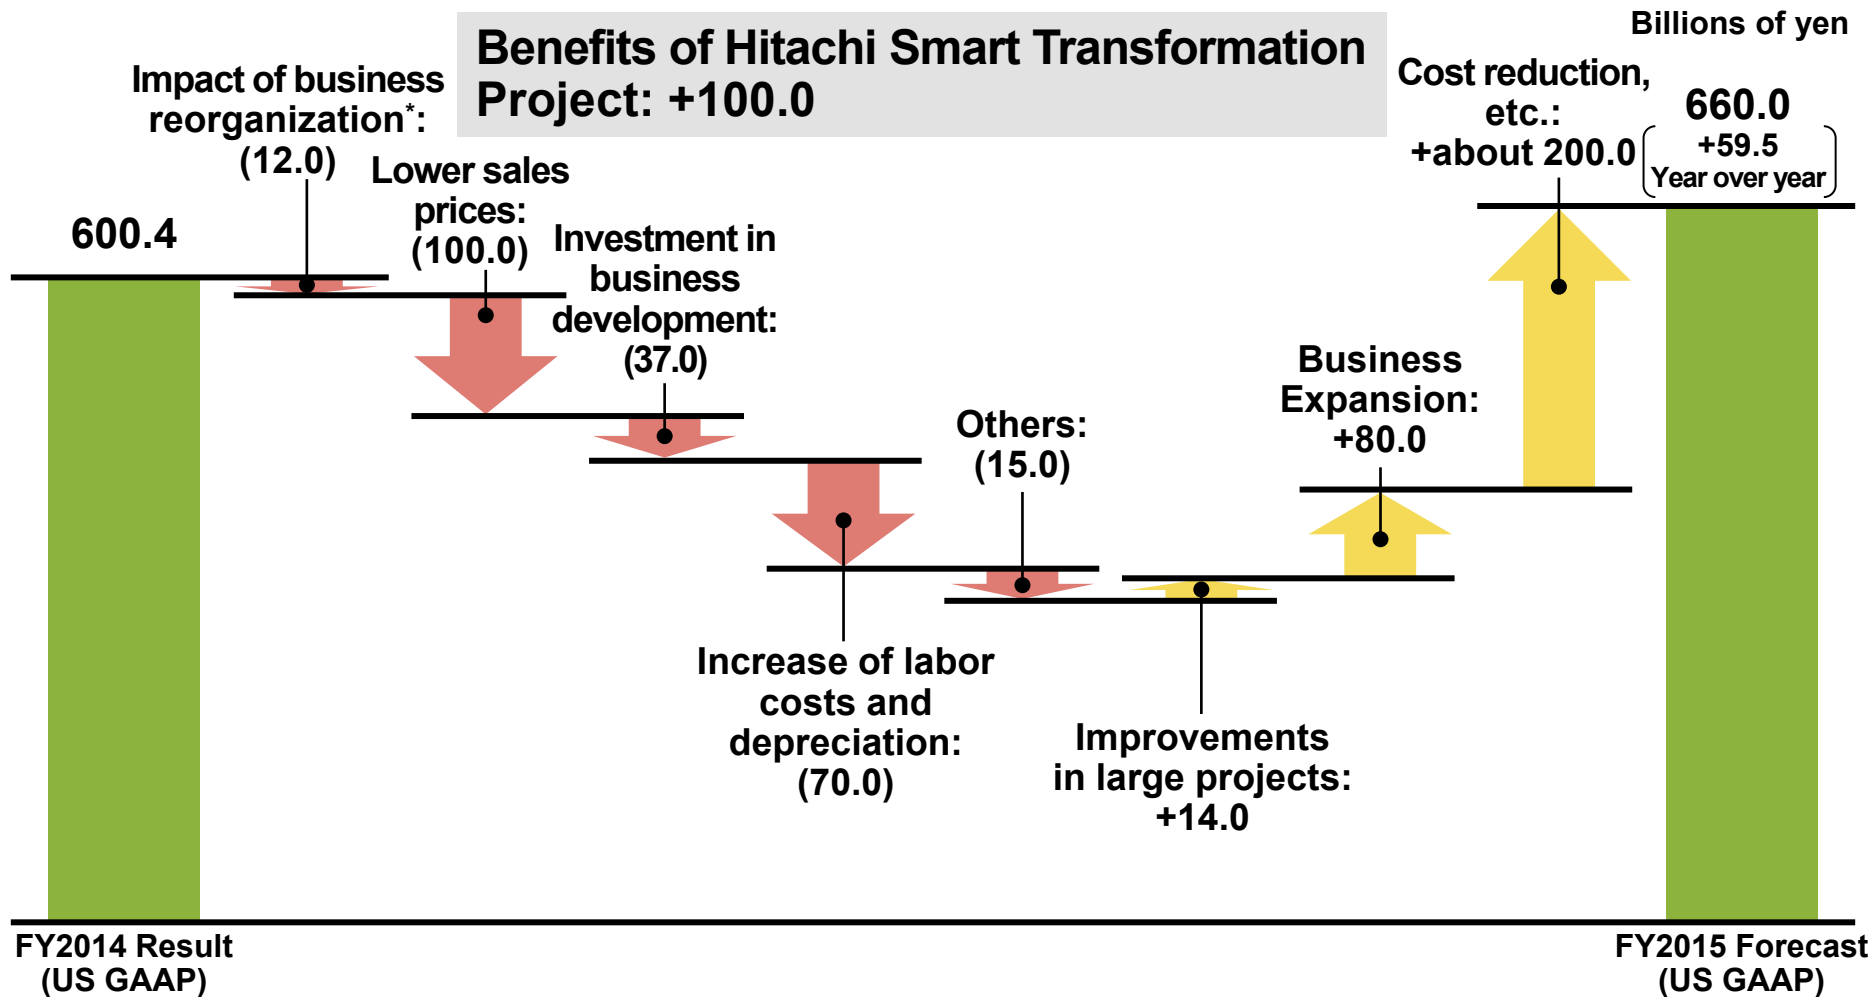 Billions of yen
Benefits of Hitachi Smart Transformation
Project: +100.0
Impact of business
reorganization*:
(12.0)
600.4
Lower sales
prices:
(100.0)
Investment in
business
development:
(37.0)
Increase of labor
costs and
depreciation:
(70.0)
Others:
(15.0)
Improvements
in large projects:
+14.0
Business
Expansion:
+80.0
Cost reduction,
etc.:
+about 200.0
660.0
+59.5
Year over year
FY2014 Result
(US GAAP)
FY2015 Forecast
(US GAAP)